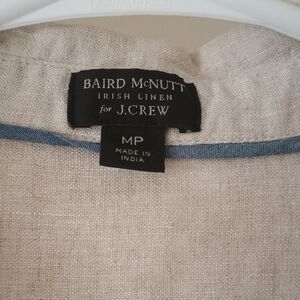 BAIRD McNUTT
IRISH LINEN
for J.CREW
MP
MADE IN
INDIA